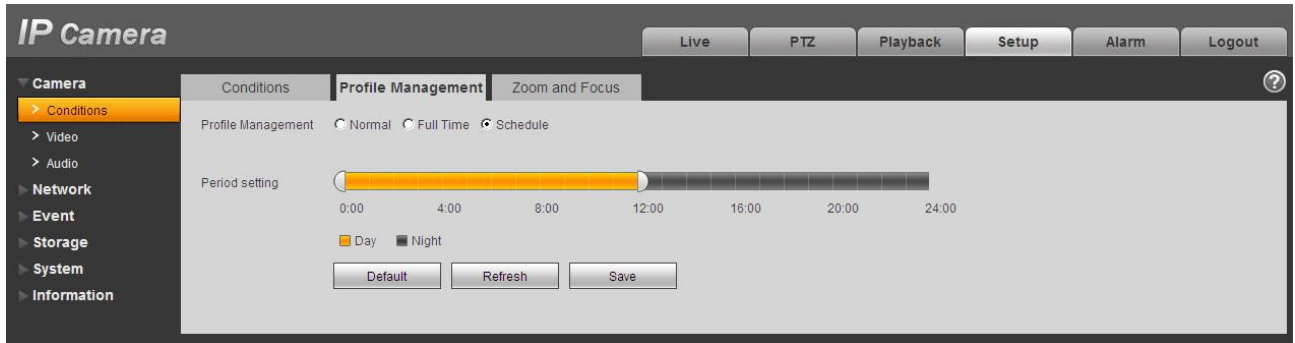 IP Camera
Live PTZ Playback Setup Alarm Logout
Camera
> Conditions
> Video
> Audio
Network
Event
Storage
System
Information
Conditions Profile Management Zoom and Focus ?
Profile Management Normal Full Time Schedule
Period setting
0:00 4:00 8:00 12:00 16:00 20:00 24:00
Day Night
Default Refresh Save